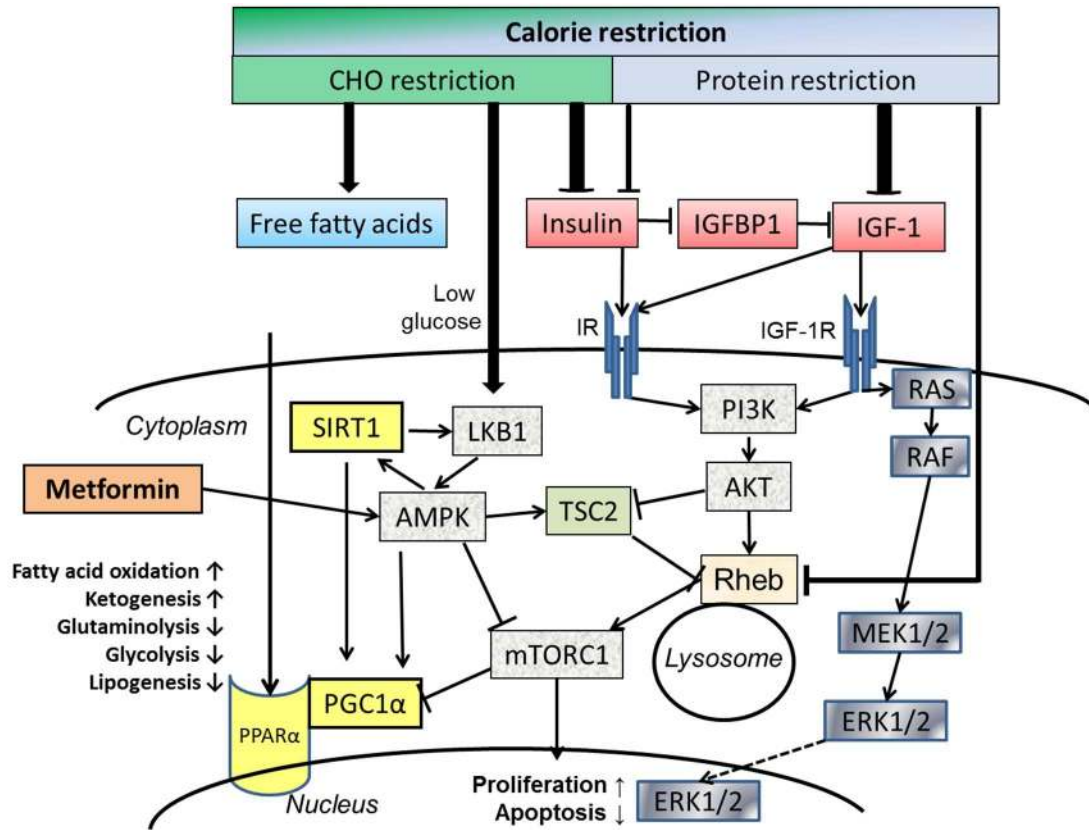 Calorie restriction
CHO restriction
Protein restriction
Free fatty acids
Insulin
IGFBP1
IGF-1
Low
glucose
IR
IGF-1R
Cytoplasm
SIRT1
LKB1
PI3K
RAS
RAF
Metformin
AMPK
TSC2
AKT
Fatty acid oxidation ↑
Ketogenesis ↑
Glutaminolysis ↓
Glycolysis ↓
Lipogenesis ↓
Rheb
MEK1/2
mTORC1
Lysosome
PGC1α
PPARα
ERK1/2
Nucleus
Proliferation ↑
Apoptosis ↓
ERK1/2